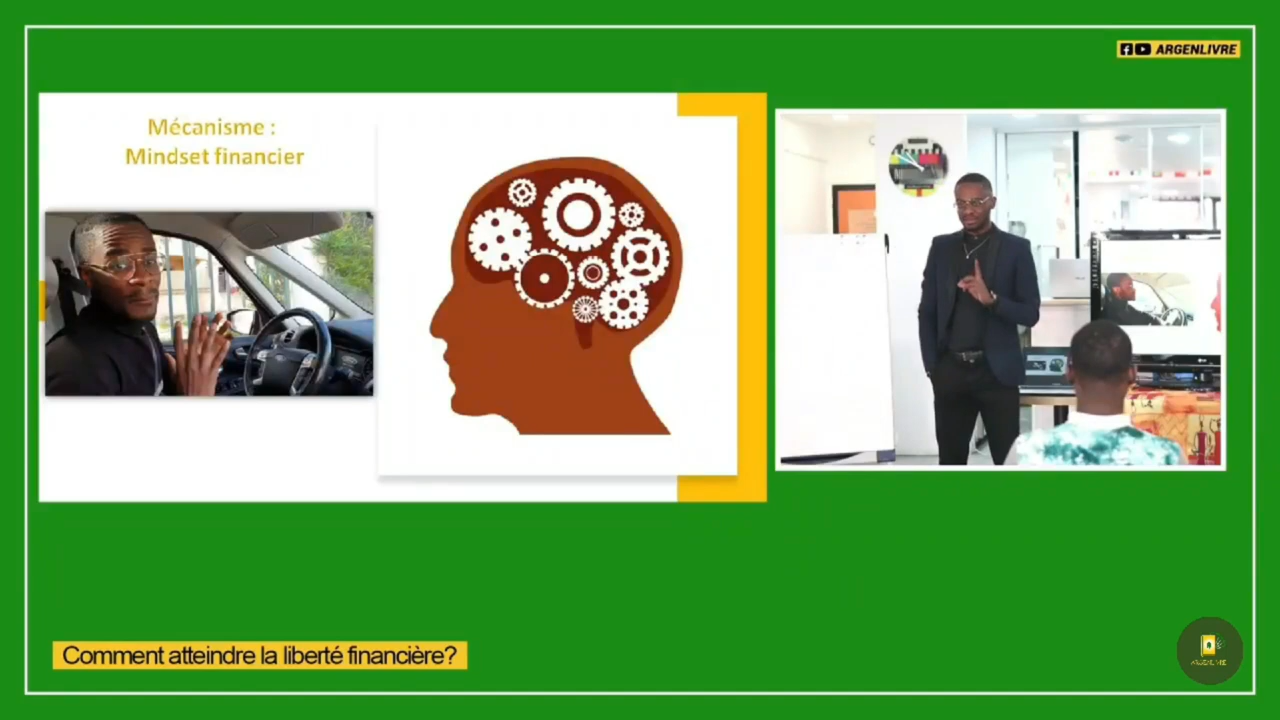 ARGENLIVRE
Mécanisme :
Mindset financier
Comment atteindre la liberté financière?